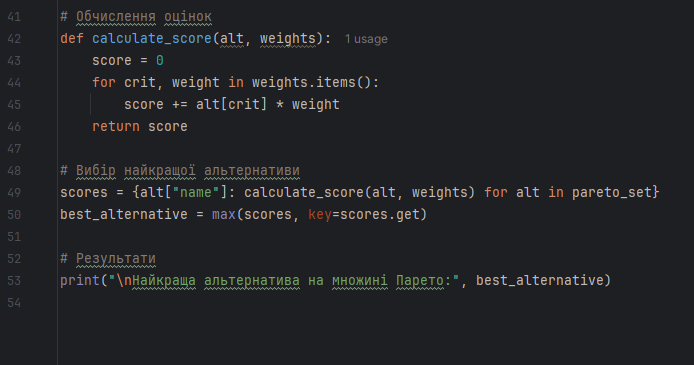 41 # Обчислення оцінок
42 def calculate_score(alt, weights): 1 usage
43 score = 0
44 for crit, weight in weights.items():
45 score += alt[crit] * weight
46 return score
47
48 # Вибір найкращої альтернативи
49 scores = {alt["name"]: calculate_score(alt, weights) for alt in pareto_set}
50 best_alternative = max(scores, key=scores.get)
51
52 # Результати
53 print("\nНайкраща альтернатива на множині Парето:", best_alternative)
54